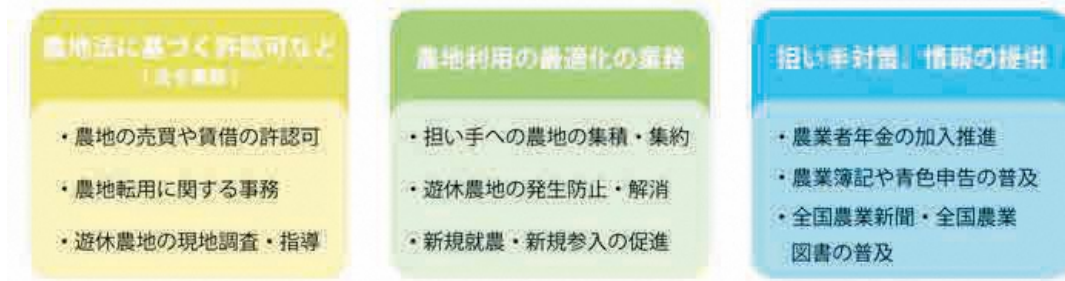 農地法に基づく許認可など
・農地の売買や賃借の許認可
・農地転用に関する事務
・遊休農地の現地調査・指導
農地利用の最適化の業務
・担い手への農地の集積・集約
・遊休農地の発生防止・解消
・新規就農・新規参入の促進
担い手対策、情報の提供
・農業者年金の加入推進
・農業簿記や青色申告の普及
・全国農業新聞・全国農業
図書の普及